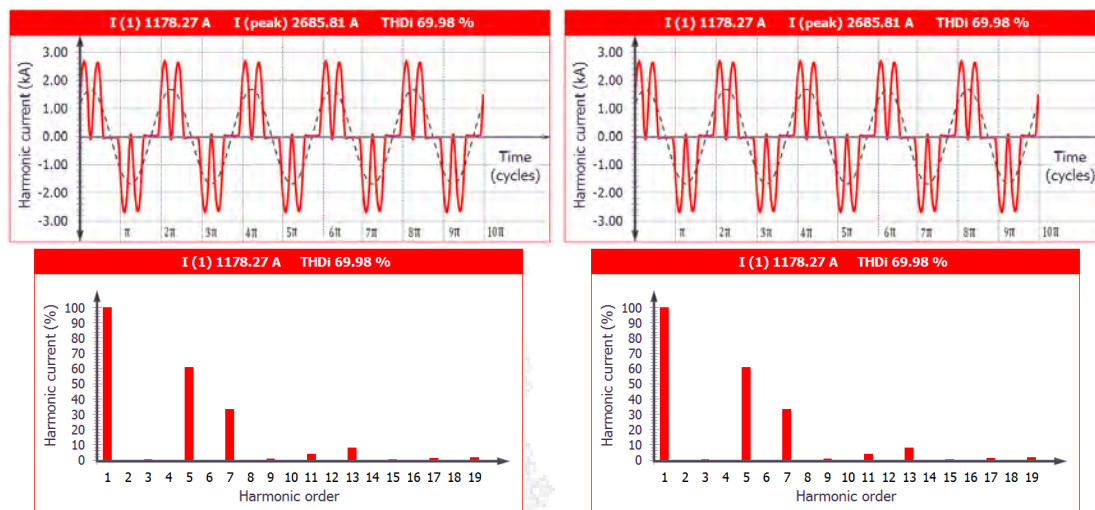 I (1) 1178.27 A I (peak) 2685.81 A THDi 69.98 %
Harmonic current (kA)
3.00
2.00
1.00
0.00
-1.00
-2.00
-3.00
Time
(cycles)
π 2π 3π 4π 5π 6π 7π 8π 9π 10π
I (1) 1178.27 A I (peak) 2685.81 A THDi 69.98 %
Harmonic current (kA)
3.00
2.00
1.00
0.00
-1.00
-2.00
-3.00
Time
(cycles)
π 2π 3π 4π 5π 6π 7π 8π 9π 10π
I (1) 1178.27 A THDi 69.98 %
Harmonic current (%)
100
90
80
70
60
50
40
30
20
10
0
1 2 3 4 5 6 7 8 9 10 11 12 13 14 15 16 17 18 19
Harmonic order
I (1) 1178.27 A THDi 69.98 %
Harmonic current (%)
100
90
80
70
60
50
40
30
20
10
0
1 2 3 4 5 6 7 8 9 10 11 12 13 14 15 16 17 18 19
Harmonic order